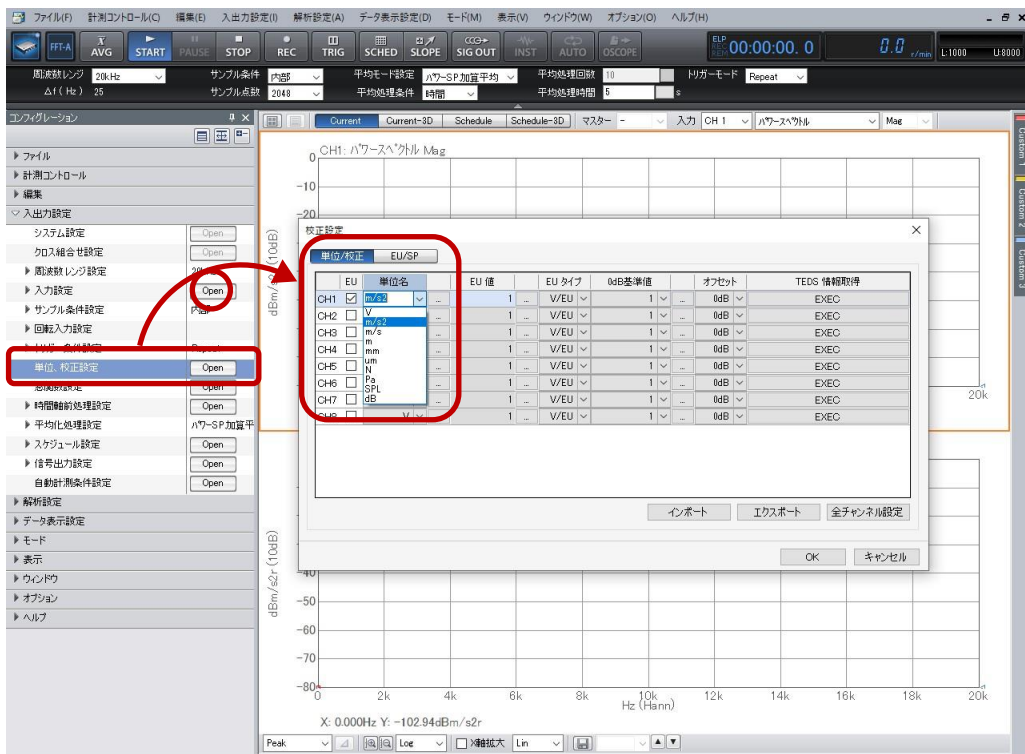 ファイル(F) 計測コントロール(C) 編集(E) 入出力設定(I) 解析設定(A) データ表示設定(D) モード(M) 表示(V) ウィンドウ(W) オプション(O) ヘルプ(H)
FFT-A AVG START PAUSE STOP REC TRIG SCHED SLOPE SIG OUT INST AUTO OSCOPE ELP REC REM 00:00:00. 0 0.0 r/min L:1000 U:8000
周波数レンジ 20kHz サンプル条件 内部 平均モード設定 パワーSP加算平均 平均処理回数 10 トリガーモード Repeat
Δf ( Hz ) 25 サンプル点数 2048 平均処理条件 時間 平均処理時間 5 s
コンフィグレーション
Current Current-3D Schedule Schedule-3D マスター - 入力 CH 1 パワースペクトル Mag
Custom 1
Custom 2
Custom 3
ファイル
計測コントロール
編集
入出力設定
システム設定 Open
クロス組合せ設定 Open
周波数レンジ設定
入力設定 Open
サンプル条件設定 内部
回転入力設定
単位、校正設定 Open
Open
時間軸前処理設定 Open
平均化処理設定 パワーSP加算平
スケジュール設定 Open
信号出力設定 Open
自動計測条件設定 Open
解析設定
データ表示設定
モード
表示
ウィンドウ
オプション
ヘルプ
CH1: パワースペクトル Mag
0
-10
-20
20k
校正設定
単位/校正 EU/SP
EU 単位名 EU 値 EU タイプ 0dB基準値 オフセット TEDS 情報取得
CH1 m/s2 ... 1 ... V/EU 1 ... 0dB EXEC
CH2 ... 1 ... V/EU 1 ... 0dB EXEC
CH3 ... 1 ... V/EU 1 ... 0dB EXEC
CH4 ... 1 ... V/EU 1 ... 0dB EXEC
CH5 ... 1 ... V/EU 1 ... 0dB EXEC
CH6 ... 1 ... V/EU 1 ... 0dB EXEC
CH7 ... 1 ... V/EU 1 ... 0dB EXEC
CH8 V ... 1 ... V/EU 1 ... 0dB EXEC
V
m/s2
m/s
m
mm
um
N
Pa
SPL
dB
インポート エクスポート 全チャンネル設定
OK キャンセル
dBm/s2r (10dB)
-40
-50
-60
-70
-80
0 2k 4k 6k 8k 10k 12k 14k 16k 18k 20k
Hz (Hann)
X: 0.000Hz Y: -102.94dBm/s2r
Peak Log X軸拡大 Lin